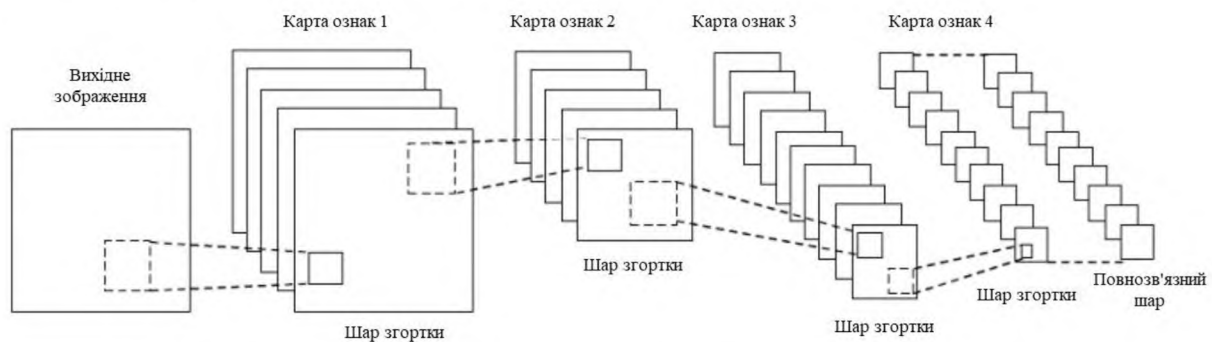 Карта ознак 1
Карта ознак 2
Карта ознак 3
Карта ознак 4
Вихідне
зображення
Шар згортки
Шар згортки
Шар згортки
Шар згортки
Повнозв'язний
шар